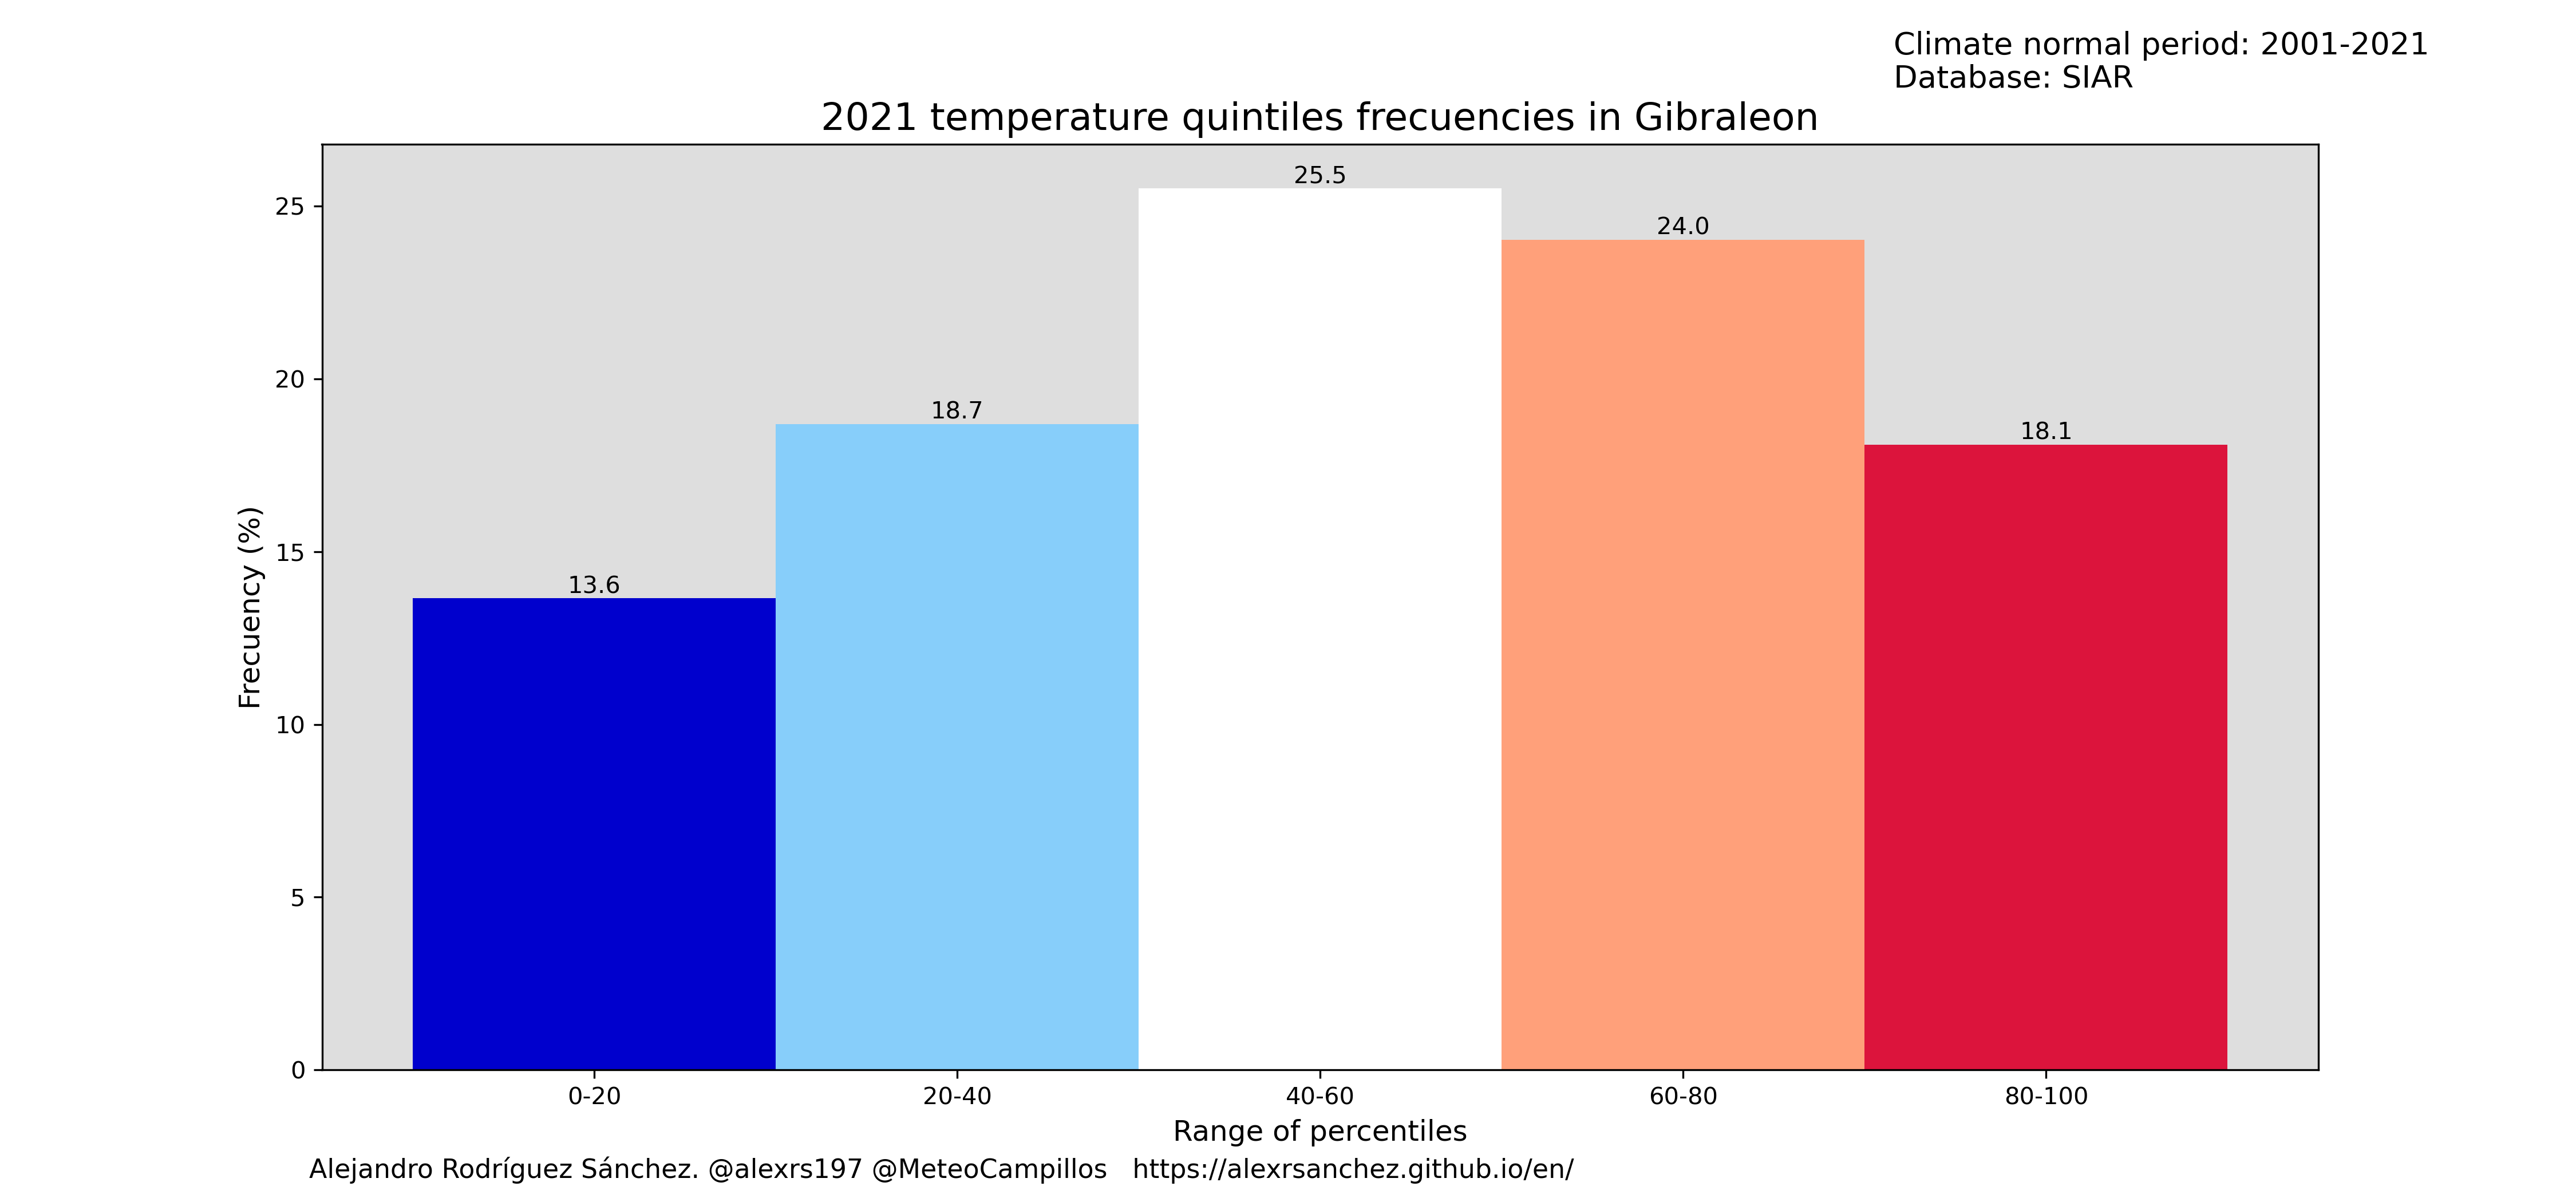 Climate normal period: 2001-2021
Database: SIAR
2021 temperature quintiles frecuencies in Gibraleon
25.5
24.0
18.7
18.1
13.6
25
20
15
10
5
0
Frecuency (%)
0-20 20-40 40-60 60-80 80-100
Range of percentiles
Alejandro Rodríguez Sánchez. @alexrs197 @MeteoCampillos https://alexrsanchez.github.io/en/